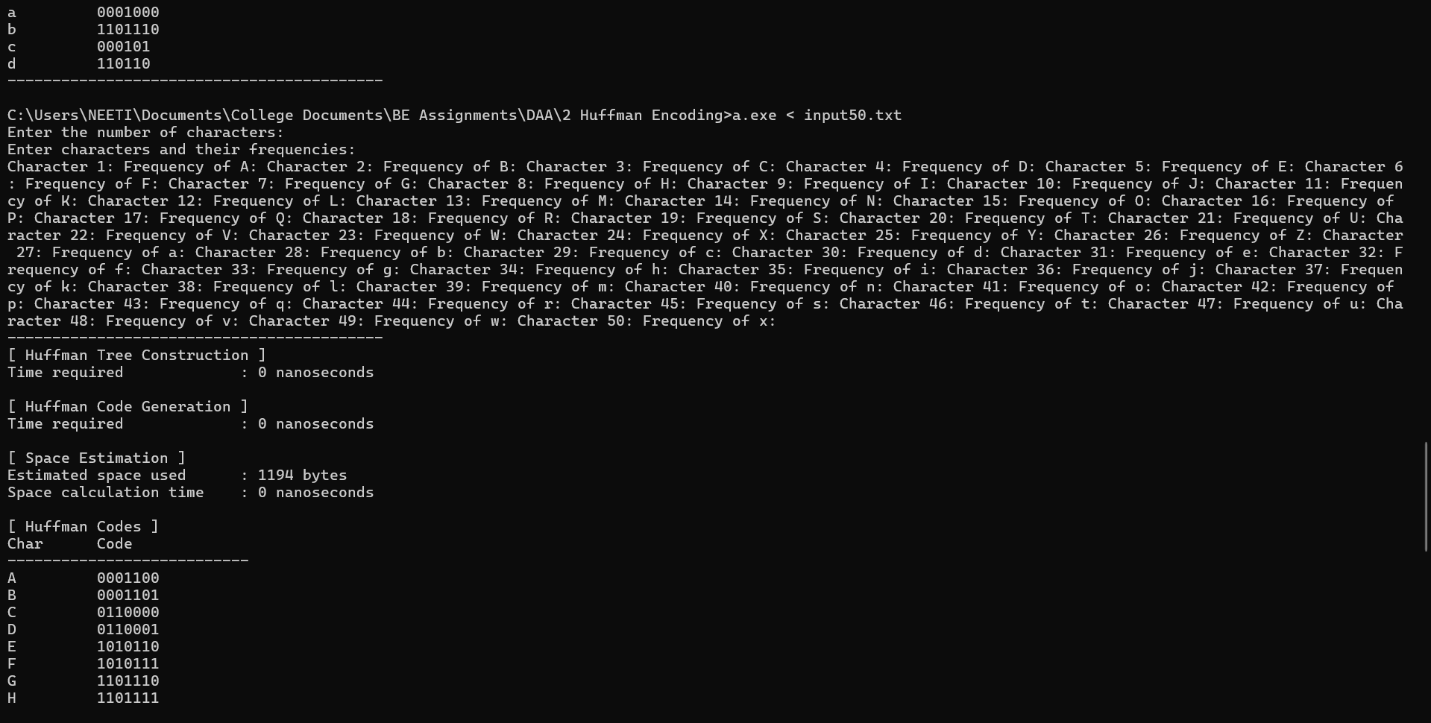 a          0001000
b          1101110
c          000101
d          110110
------------------------------------------
C:\Users\NEETI\Documents\College Documents\BE Assignments\DAA\2 Huffman Encoding>a.exe < input50.txt
Enter the number of characters:
Enter characters and their frequencies:
Character 1: Frequency of A: Character 2: Frequency of B: Character 3: Frequency of C: Character 4: Frequency of D: Character 5: Frequency of E: Character 6
: Frequency of F: Character 7: Frequency of G: Character 8: Frequency of H: Character 9: Frequency of I: Character 10: Frequency of J: Character 11: Frequen
cy of K: Character 12: Frequency of L: Character 13: Frequency of M: Character 14: Frequency of N: Character 15: Frequency of O: Character 16: Frequency of
P: Character 17: Frequency of Q: Character 18: Frequency of R: Character 19: Frequency of S: Character 20: Frequency of T: Character 21: Frequency of U: Cha
racter 22: Frequency of V: Character 23: Frequency of W: Character 24: Frequency of X: Character 25: Frequency of Y: Character 26: Frequency of Z: Character
 27: Frequency of a: Character 28: Frequency of b: Character 29: Frequency of c: Character 30: Frequency of d: Character 31: Frequency of e: Character 32: F
requency of f: Character 33: Frequency of g: Character 34: Frequency of h: Character 35: Frequency of i: Character 36: Frequency of j: Character 37: Frequen
cy of k: Character 38: Frequency of l: Character 39: Frequency of m: Character 40: Frequency of n: Character 41: Frequency of o: Character 42: Frequency of
p: Character 43: Frequency of q: Character 44: Frequency of r: Character 45: Frequency of s: Character 46: Frequency of t: Character 47: Frequency of u: Cha
racter 48: Frequency of v: Character 49: Frequency of w: Character 50: Frequency of x:
------------------------------------------
[ Huffman Tree Construction ]
Time required             : 0 nanoseconds
[ Huffman Code Generation ]
Time required             : 0 nanoseconds
[ Space Estimation ]
Estimated space used      : 1194 bytes
Space calculation time    : 0 nanoseconds
[ Huffman Codes ]
Char      Code
---------------------------
A         0001100
B         0001101
C         0110000
D         0110001
E         1010110
F         1010111
G         1101110
H         1101111